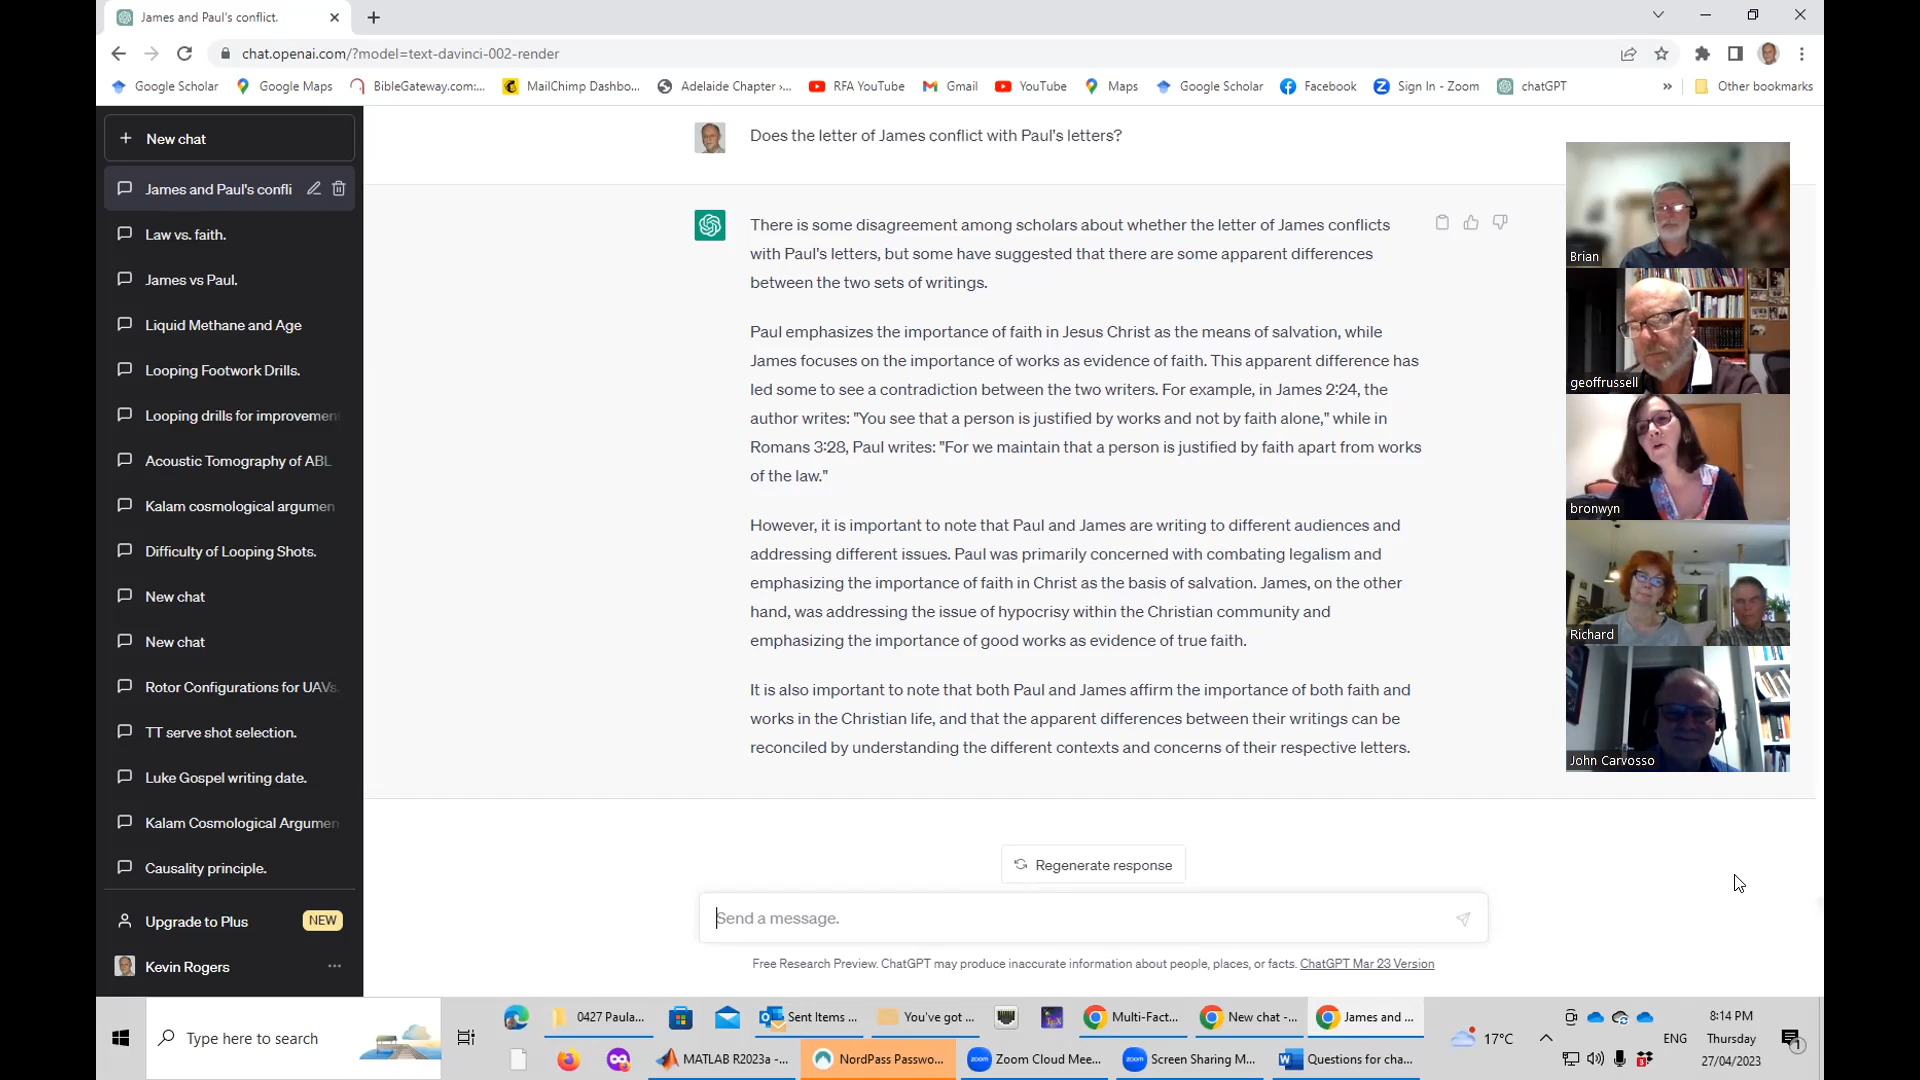 James and Paul's conflict.
chat.openai.com/?model=text-davinci-002-render
Google Scholar
Google Maps
BibleGateway.com:...
MailChimp Dashbo...
Adelaide Chapter ›...
RFA YouTube
Gmail
YouTube
Maps
Google Scholar
Facebook
Sign In - Zoom
chatGPT
»
Other bookmarks
New chat
James and Paul's confli
Law vs. faith.
James vs Paul.
Liquid Methane and Age
Looping Footwork Drills.
Looping drills for improvemen
Acoustic Tomography of ABL
Kalam cosmological argumen
Difficulty of Looping Shots.
New chat
New chat
Rotor Configurations for UAVs.
TT serve shot selection.
Luke Gospel writing date.
Kalam Cosmological Argumen
Causality principle.
Upgrade to Plus
NEW
Kevin Rogers
Does the letter of James conflict with Paul's letters?
There is some disagreement among scholars about whether the letter of James conflicts
with Paul's letters, but some have suggested that there are some apparent differences
between the two sets of writings.
Paul emphasizes the importance of faith in Jesus Christ as the means of salvation, while
James focuses on the importance of works as evidence of faith. This apparent difference has
led some to see a contradiction between the two writers. For example, in James 2:24, the
author writes: "You see that a person is justified by works and not by faith alone," while in
Romans 3:28, Paul writes: "For we maintain that a person is justified by faith apart from works
of the law."
However, it is important to note that Paul and James are writing to different audiences and
addressing different issues. Paul was primarily concerned with combating legalism and
emphasizing the importance of faith in Christ as the basis of salvation. James, on the other
hand, was addressing the issue of hypocrisy within the Christian community and
emphasizing the importance of good works as evidence of true faith.
It is also important to note that both Paul and James affirm the importance of both faith and
works in the Christian life, and that the apparent differences between their writings can be
reconciled by understanding the different contexts and concerns of their respective letters.
Regenerate response
Send a message.
Free Research Preview. ChatGPT may produce inaccurate information about people, places, or facts. ChatGPT Mar 23 Version
Brian
geoffrussell
bronwyn
Richard
John Carvosso
Type here to search
0427 Paula...
Sent Items ...
You've got ...
Multi-Fact...
New chat -...
James and ...
MATLAB R2023a -...
NordPass Passwo...
Zoom Cloud Mee...
Screen Sharing M...
Questions for cha...
17°C
ENG
8:14 PM
Thursday
27/04/2023
1